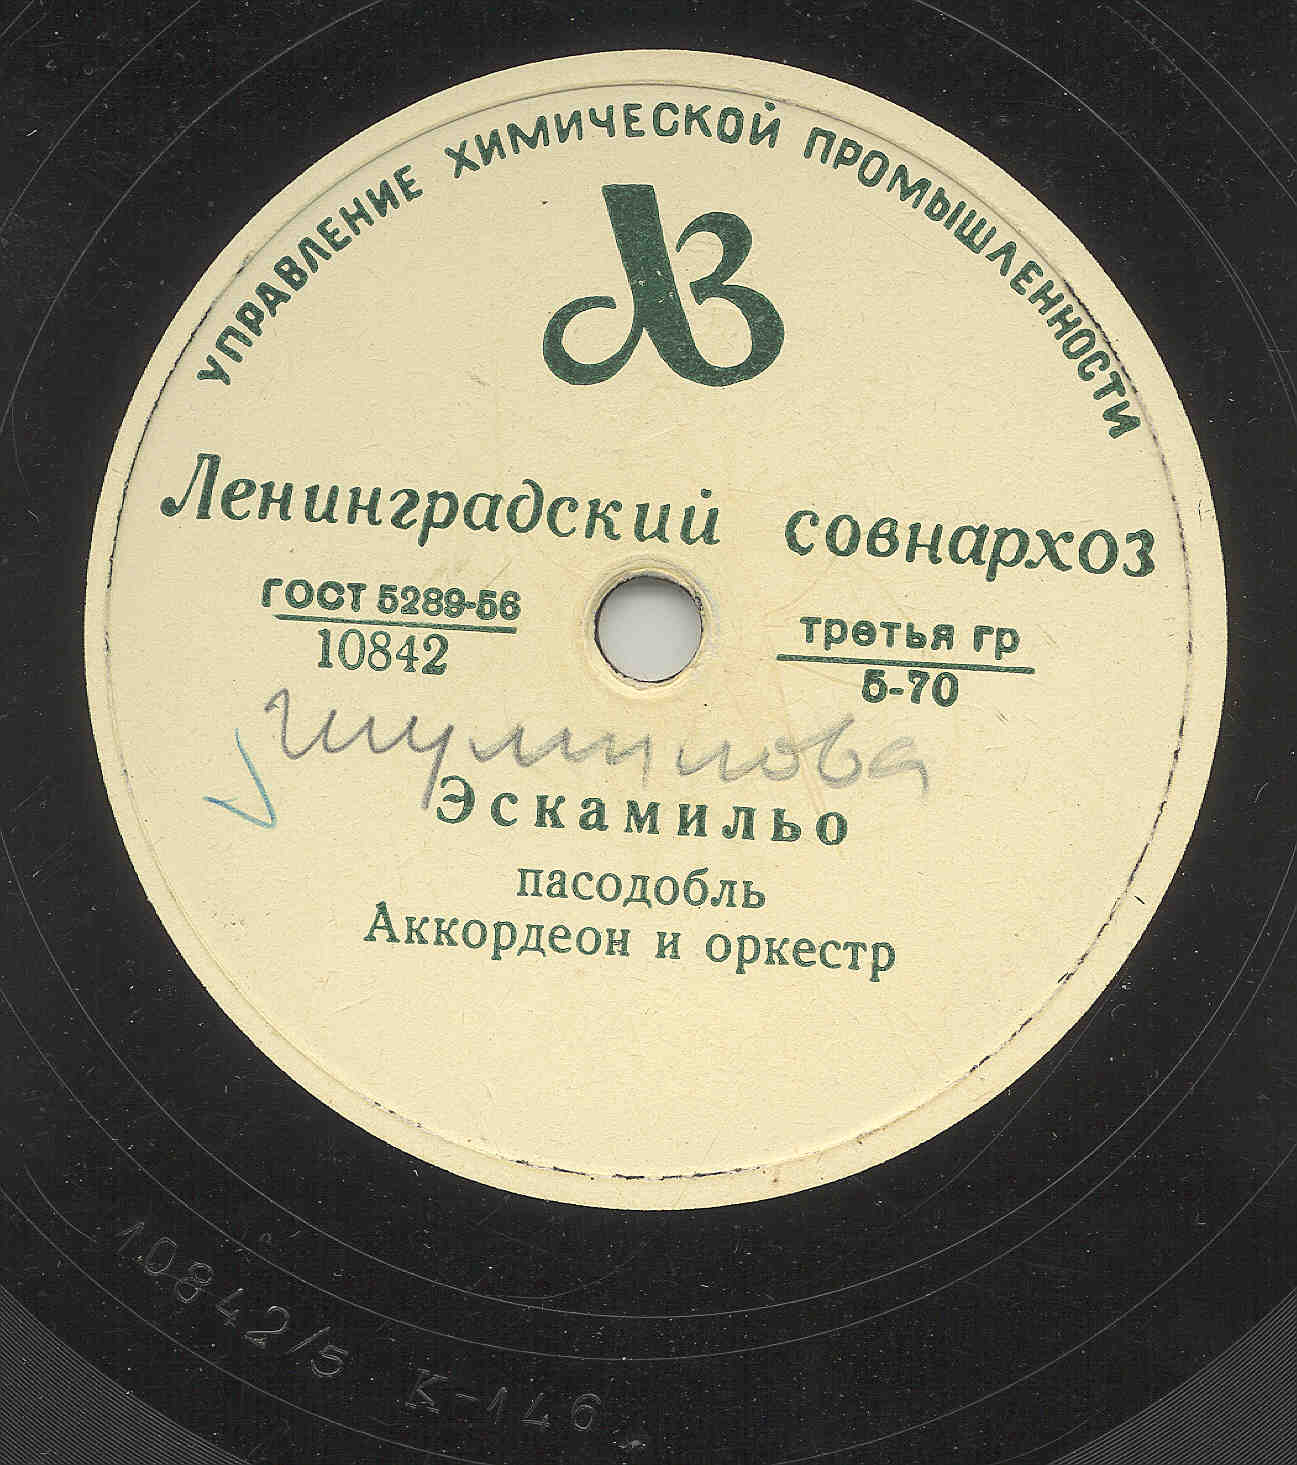 УПРАВЛЕНИЕ ХИМИЧЕСКОЙ ПРОМЫШЛЕННОСТИ
ЛЗ
Ленинградский совнархоз
ГОСТ 5289-56
10842
третья гр
5-70
Эскамильо
пасодобль
Аккордеон и оркестр
10842/5 К-146